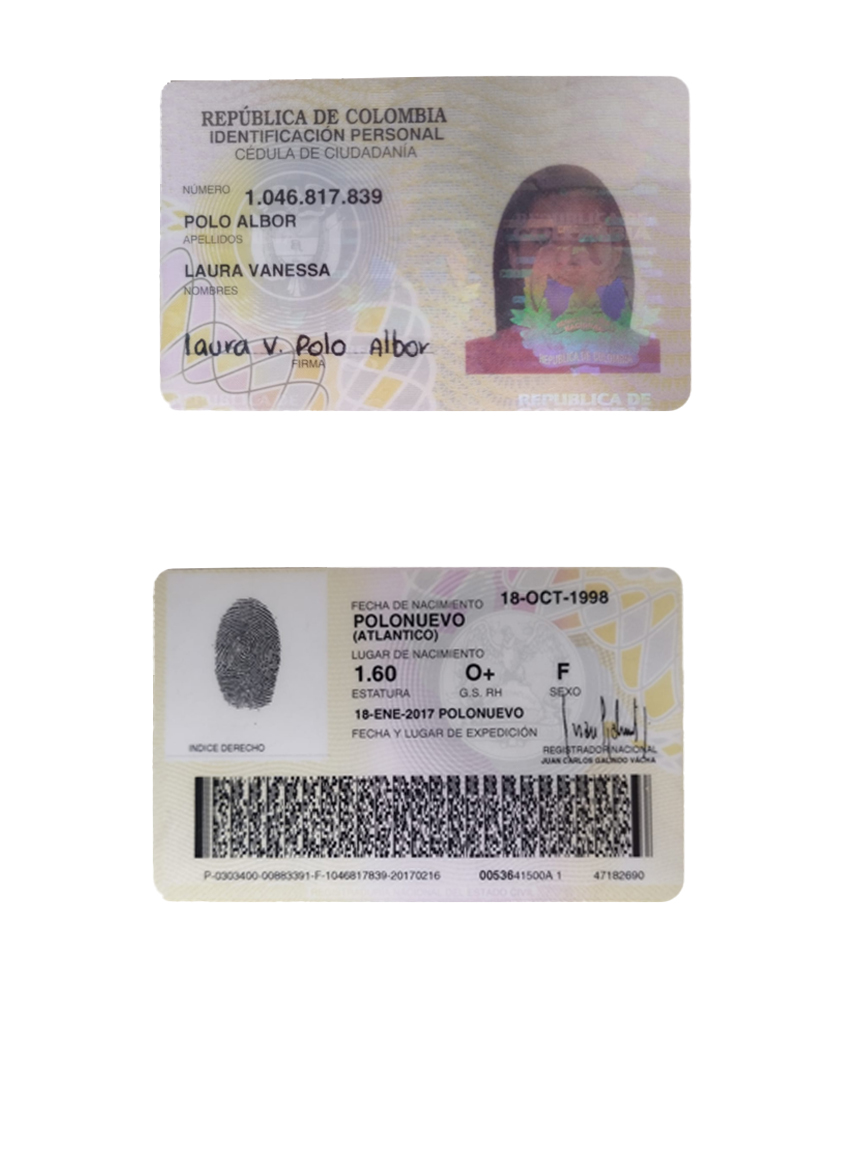 REPÚBLICA DE COLOMBIA
IDENTIFICACIÓN PERSONAL
CÉDULA DE CIUDADANÍA
NÚMERO 1.046.817.839
POLO ALBOR
APELLIDOS
LAURA VANESSA
NOMBRES
laura V. Polo Albor
FIRMA
REPUBLICA DE
FECHA DE NACIMIENTO 18-OCT-1998
POLONUEVO
(ATLANTICO)
LUGAR DE NACIMIENTO
1.60 O+ F
ESTATURA G.S. RH SEXO
18-ENE-2017 POLONUEVO
FECHA Y LUGAR DE EXPEDICIÓN
INDICE DERECHO
REGISTRADOR NACIONAL
JUAN CARLOS GALINDO VÁCHA
P-0303400-00883391-F-1046817839-20170216 0053641500A 1 47182690